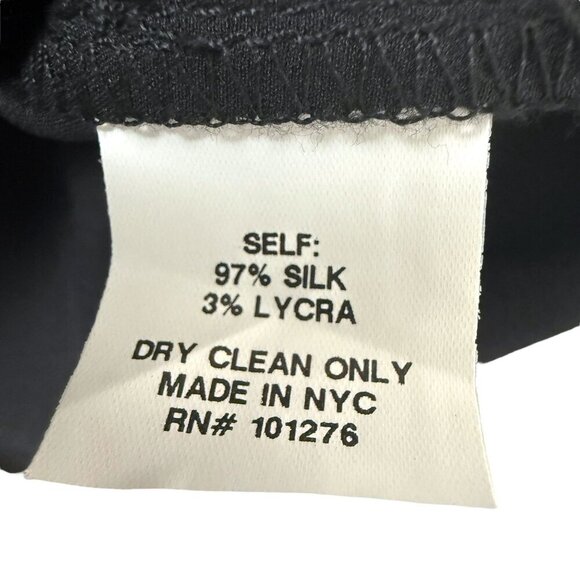 SELF:
97% SILK
3% LYCRA
DRY CLEAN ONLY
MADE IN NYC
RN# 101276